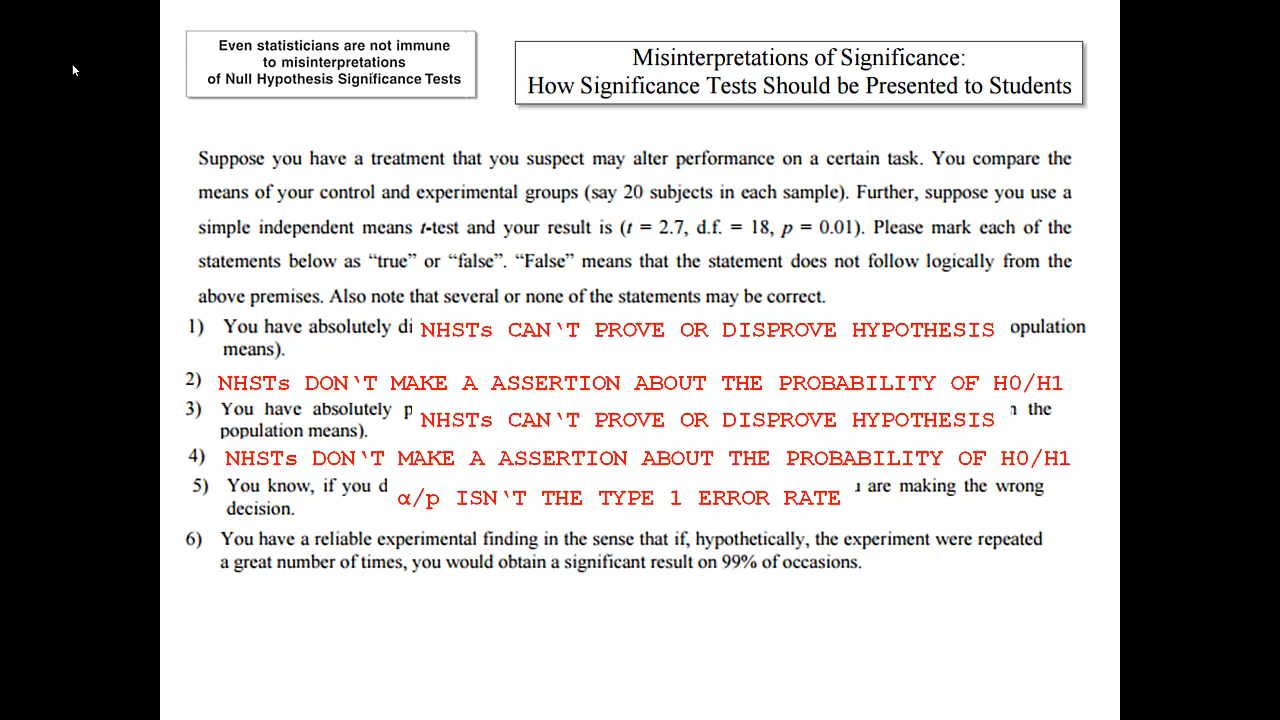 Even statisticians are not immune
to misinterpretations
of Null Hypothesis Significance Tests
Misinterpretations of Significance:
How Significance Tests Should be Presented to Students
Suppose you have a treatment that you suspect may alter performance on a certain task. You compare the
means of your control and experimental groups (say 20 subjects in each sample). Further, suppose you use a
simple independent means t-test and your result is (t = 2.7, d.f. = 18, p = 0.01). Please mark each of the
statements below as “true” or “false”. “False” means that the statement does not follow logically from the
above premises. Also note that several or none of the statements may be correct.
1) You have absolutely di NHSTs CAN`T PROVE OR DISPROVE HYPOTHESIS opulation
means).
2) NHSTs DON`T MAKE A ASSERTION ABOUT THE PROBABILITY OF H0/H1
3) You have absolutely p NHSTs CAN`T PROVE OR DISPROVE HYPOTHESIS the
population means).
4) NHSTs DON`T MAKE A ASSERTION ABOUT THE PROBABILITY OF H0/H1
5) You know, if you d α/p ISN`T THE TYPE 1 ERROR RATE are making the wrong
decision.
6) You have a reliable experimental finding in the sense that if, hypothetically, the experiment were repeated
a great number of times, you would obtain a significant result on 99% of occasions.